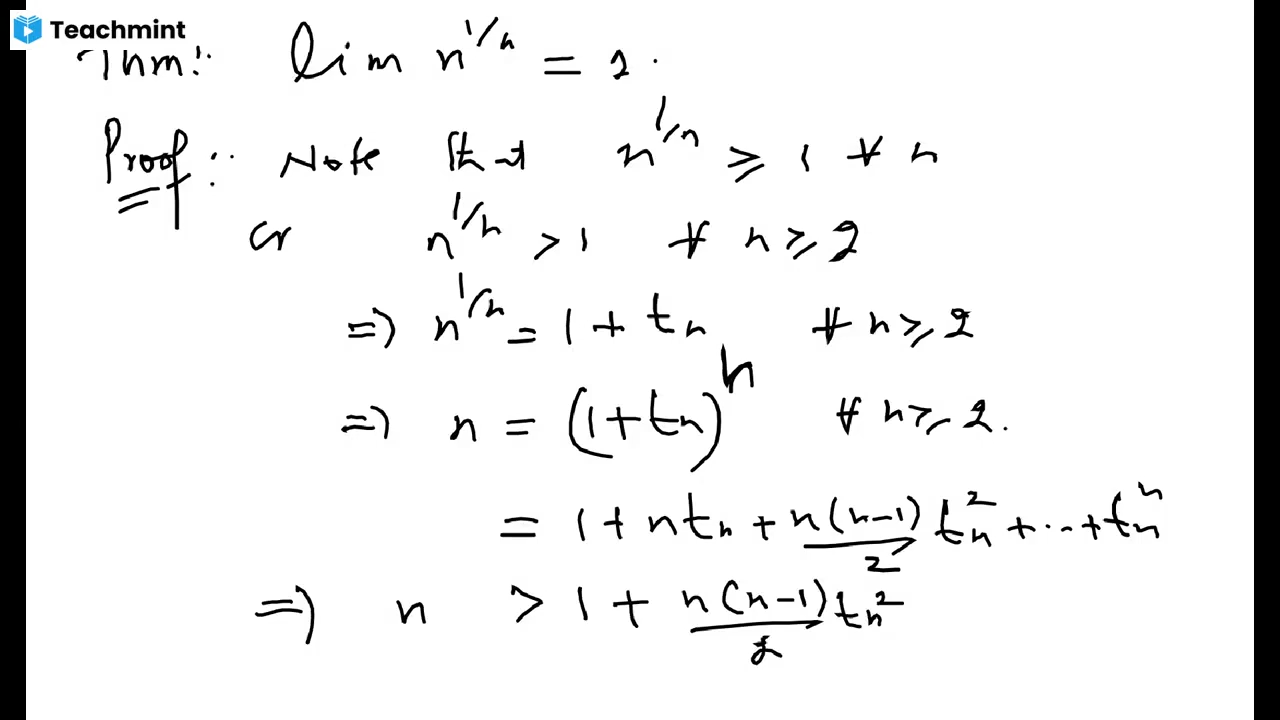 Teachmint
Thm:- lim n^{1/n} = 1.
Proof:- Note that n^{1/n} ≥ 1 ∀ n
or n^{1/n} > 1 ∀ n ≥ 2
=> n^{1/n} = 1 + t_n ∀ n ≥ 2
=> n = (1 + t_n)^n ∀ n ≥ 2.
= 1 + n t_n + n(n-1)/2 t_n^2 + ... + t_n^n
=> n > 1 + n(n-1)/2 t_n^2